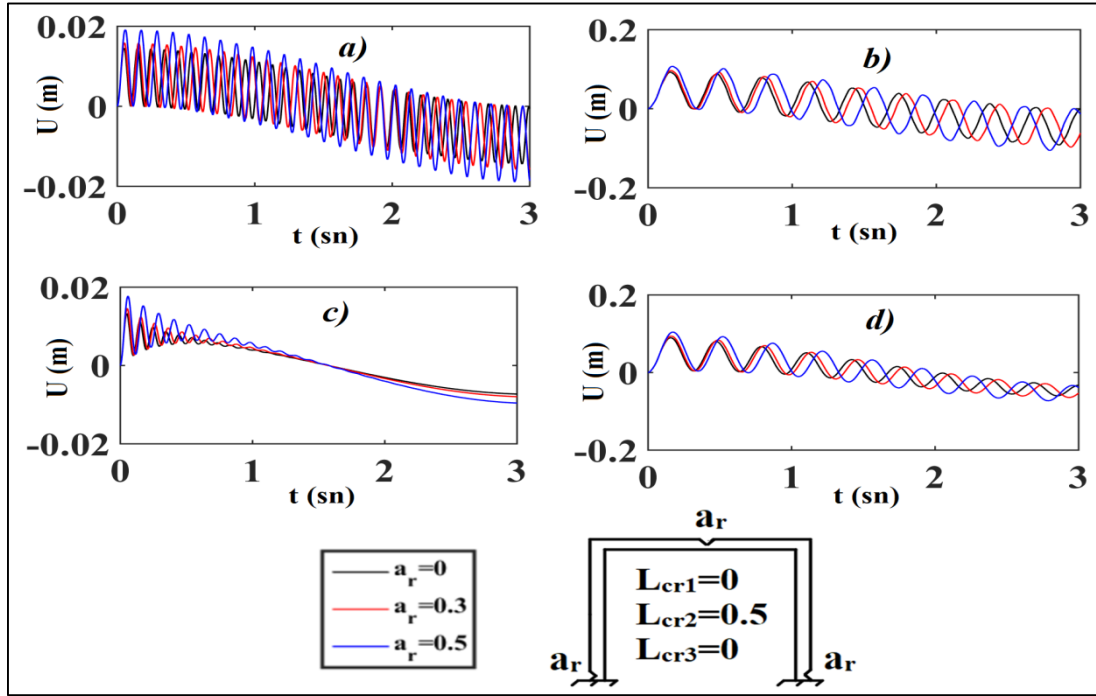 a)
U (m)
0.02
0
-0.02
0 1 2 3
t (sn)
b)
U (m)
0.2
0
-0.2
0 1 2 3
t (sn)
c)
U (m)
0.02
0
-0.02
0 1 2 3
t (sn)
d)
U (m)
0.2
0
-0.2
0 1 2 3
t (sn)
a_r=0
a_r=0.3
a_r=0.5
a_r
L_cr1=0
L_cr2=0.5
L_cr3=0
a_r
a_r